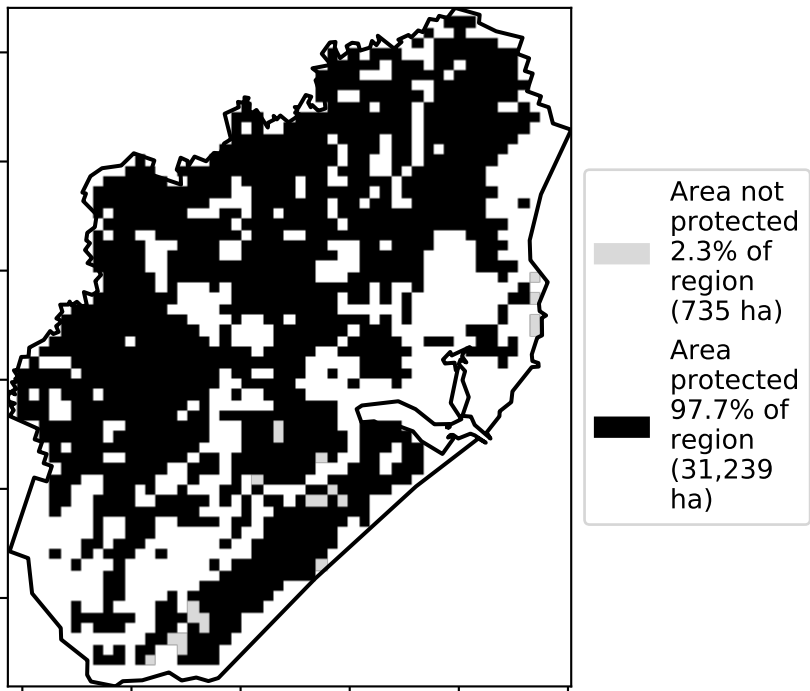 Area not
protected
2.3% of
region
(735 ha)
Area
protected
97.7% of
region
(31,239
ha)